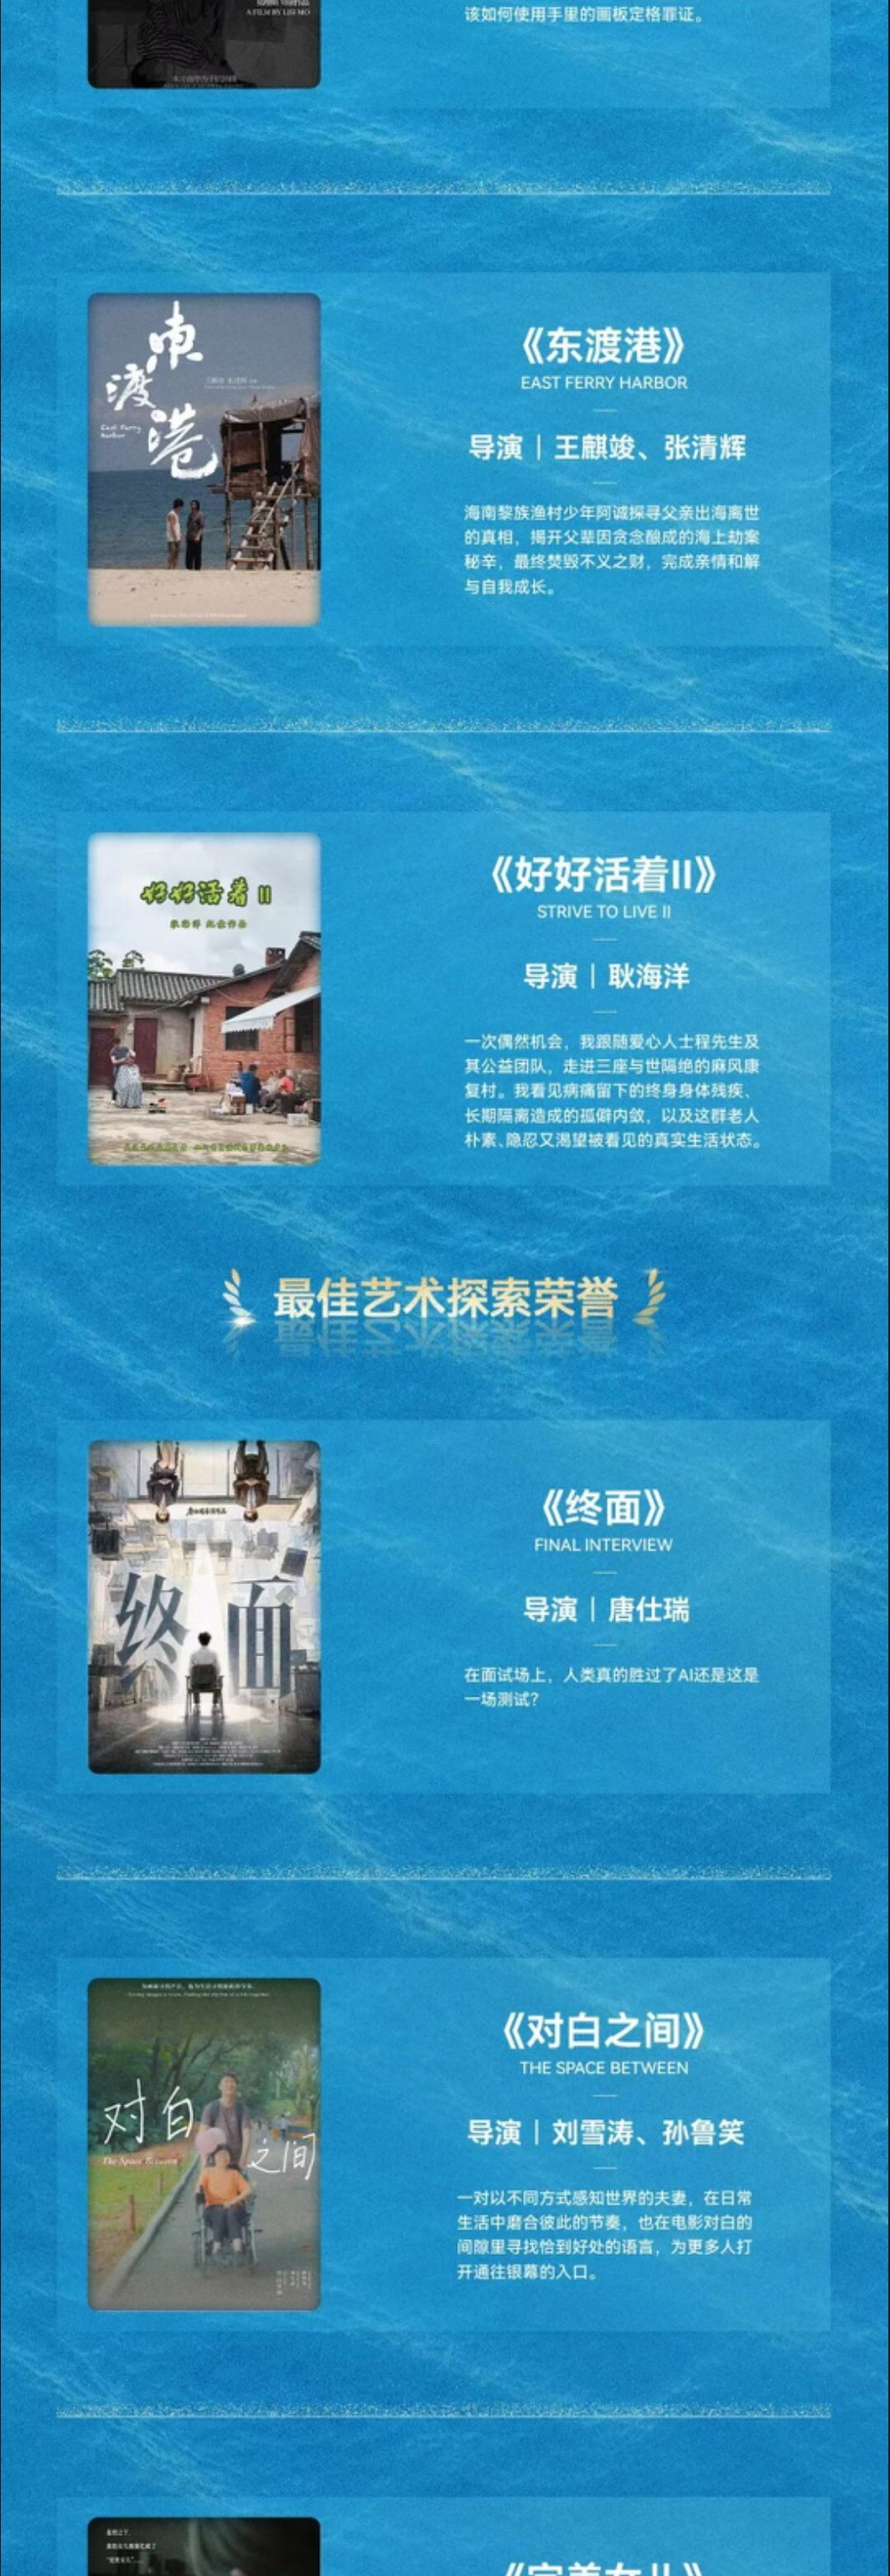 A FILM BY LISI MO
该如何使用手里的画板定格罪证。
東
渡
港
East Ferry
Harbor
《东渡港》
EAST FERRY HARBOR
导演｜王麒竣、张清辉
海南黎族渔村少年阿诚探寻父亲出海离世
的真相，揭开父辈因贪念酿成的海上劫案
秘辛，最终焚毁不义之财，完成亲情和解
与自我成长。
好好活着 II
《好好活着II》
STRIVE TO LIVE II
导演｜耿海洋
一次偶然机会，我跟随爱心人士程先生及
其公益团队，走进三座与世隔绝的麻风康
复村。我看见病痛留下的终身身体残疾、
长期隔离造成的孤僻内敛，以及这群老人
朴素、隐忍又渴望被看见的真实生活状态。
最佳艺术探索荣誉
终面
《终面》
FINAL INTERVIEW
导演｜唐仕瑞
在面试场上，人类真的胜过了AI还是这是
一场测试？
对白
之间
The Space Between
《对白之间》
THE SPACE BETWEEN
导演｜刘雪涛、孙鲁笑
一对以不同方式感知世界的夫妻，在日常
生活中磨合彼此的节奏，也在电影对白的
间隙里寻找恰到好处的语言，为更多人打
开通往银幕的入口。